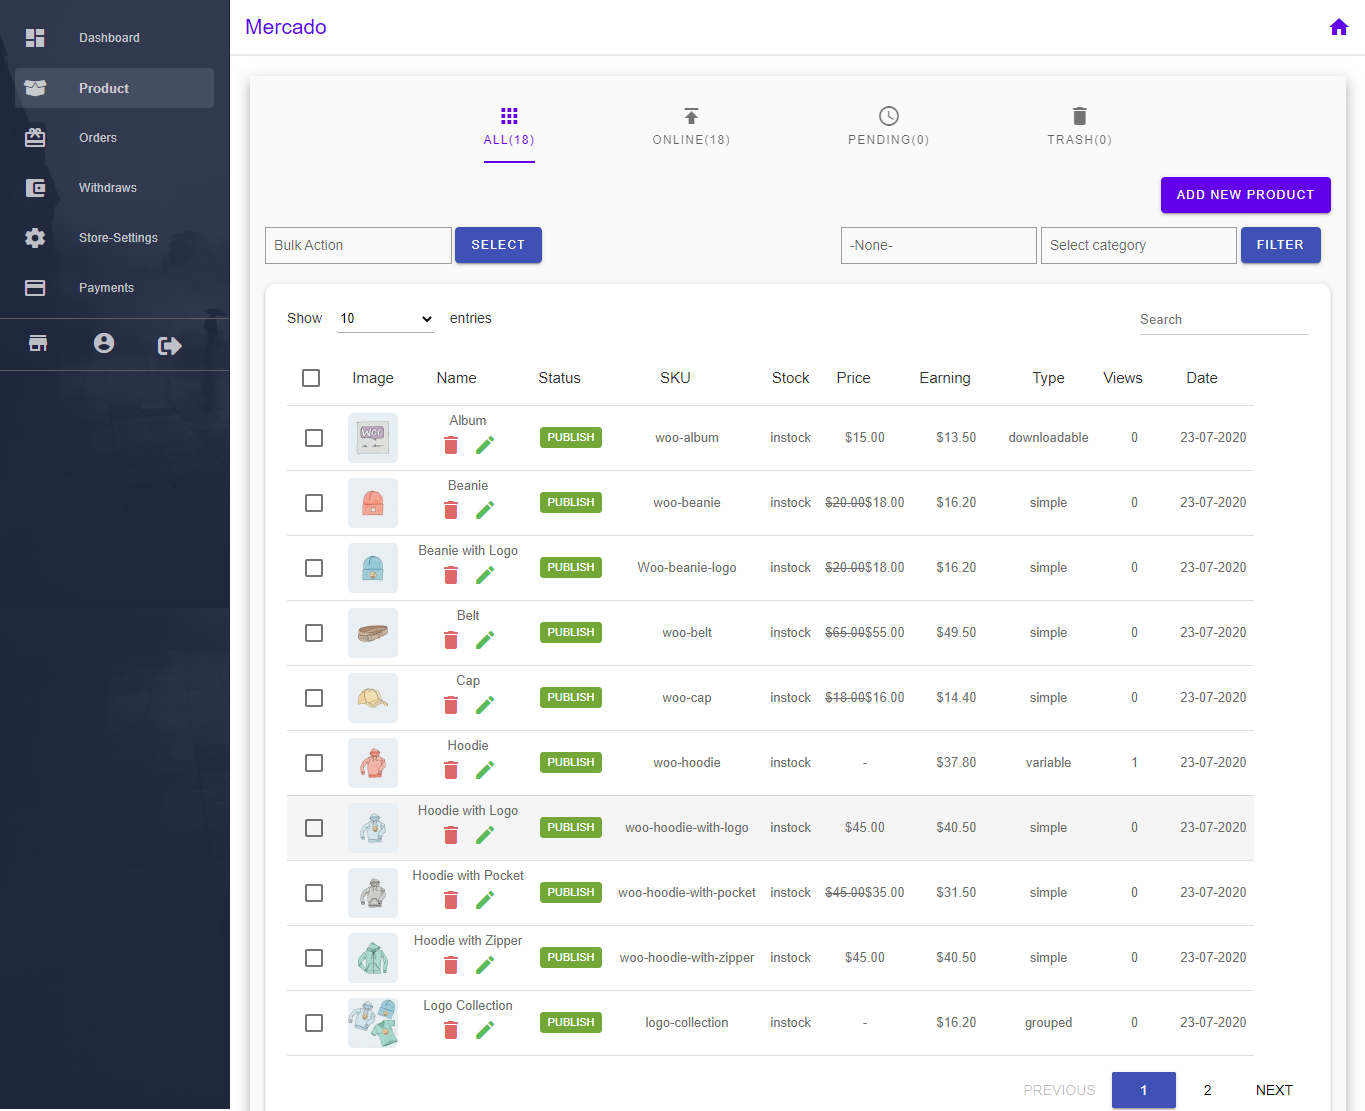 Mercado
Dashboard
Product
Orders
Withdraws
Store-Settings
Payments
ALL(18) ONLINE(18) PENDING(0) TRASH(0)
ADD NEW PRODUCT
Bulk Action SELECT -None- Select category FILTER
Show 10 entries Search
Image Name Status SKU Stock Price Earning Type Views Date
WOO
Album
PUBLISH woo-album instock $15.00 $13.50 downloadable 0 23-07-2020
Beanie
PUBLISH woo-beanie instock $20.00$18.00 $16.20 simple 0 23-07-2020
Beanie with Logo
PUBLISH Woo-beanie-logo instock $20.00$18.00 $16.20 simple 0 23-07-2020
Belt
PUBLISH woo-belt instock $65.00$55.00 $49.50 simple 0 23-07-2020
Cap
PUBLISH woo-cap instock $18.00$16.00 $14.40 simple 0 23-07-2020
Hoodie
PUBLISH woo-hoodie instock - $37.80 variable 1 23-07-2020
Hoodie with Logo
PUBLISH woo-hoodie-with-logo instock $45.00 $40.50 simple 0 23-07-2020
Hoodie with Pocket
PUBLISH woo-hoodie-with-pocket instock $45.00$35.00 $31.50 simple 0 23-07-2020
Hoodie with Zipper
PUBLISH woo-hoodie-with-zipper instock $45.00 $40.50 simple 0 23-07-2020
Logo Collection
PUBLISH logo-collection instock - $16.20 grouped 0 23-07-2020
PREVIOUS 1 2 NEXT